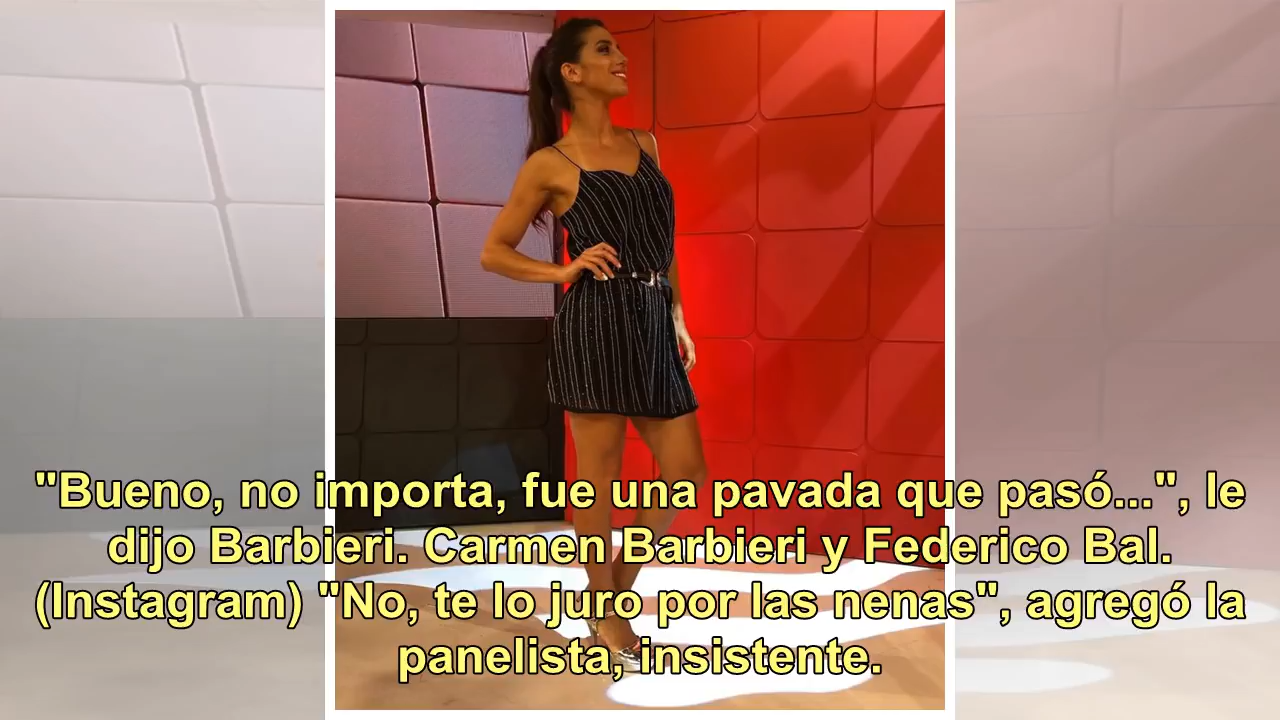 "Bueno, no importa, fue una pavada que pasó...", le
dijo Barbieri. Carmen Barbieri y Federico Bal.
(Instagram) "No, te lo juro por las nenas", agregó la
panelista, insistente.